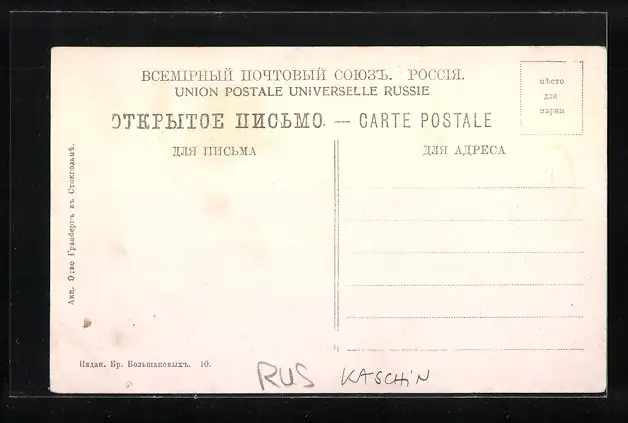 ВСЕМІРНЫЙ ПОЧТОВЫЙ СОЮЗЪ. РОССІЯ.
UNION POSTALE UNIVERSELLE RUSSIE
ОТКРЫТОЕ ПИСЬМО. — CARTE POSTALE
мѣсто
для
марки
ДЛЯ ПИСЬМА
ДЛЯ АДРЕСА
Акц. О-во Гранбергъ въ Стокгольмѣ.
Издан. Бр. Большаковыхъ. 10.
RUS KASCHiN